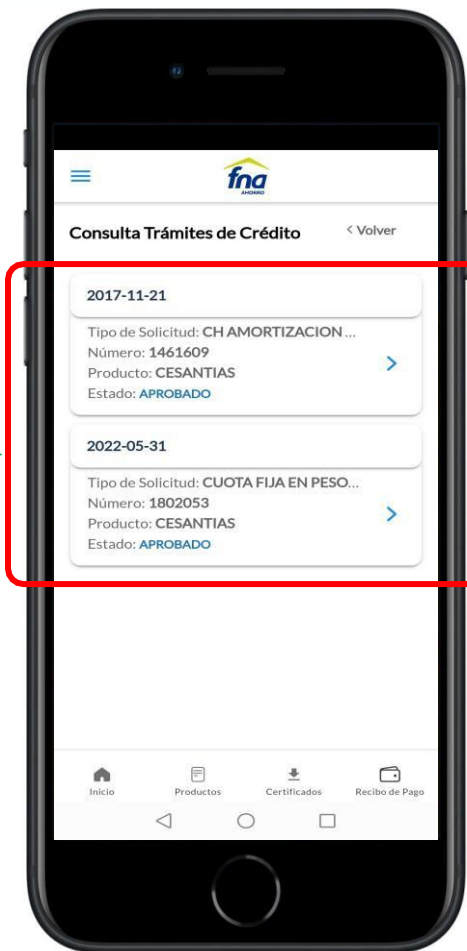 fna
AHORRO
Consulta Trámites de Crédito < Volver
2017-11-21
Tipo de Solicitud: CH AMORTIZACION ...
Número: 1461609
Producto: CESANTIAS
Estado: APROBADO
2022-05-31
Tipo de Solicitud: CUOTA FIJA EN PESO...
Número: 1802053
Producto: CESANTIAS
Estado: APROBADO
Inicio Productos Certificados Recibo de Pago